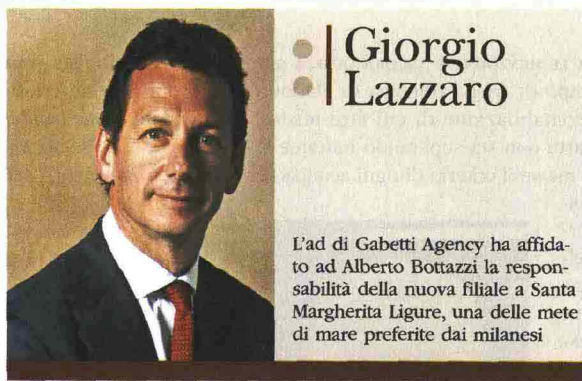 Giorgio
Lazzaro
L'ad di Gabetti Agency ha affida-
to ad Alberto Bottazzi la respon-
sabilità della nuova filiale a Santa
Margherita Ligure, una delle mete
di mare preferite dai milanesi